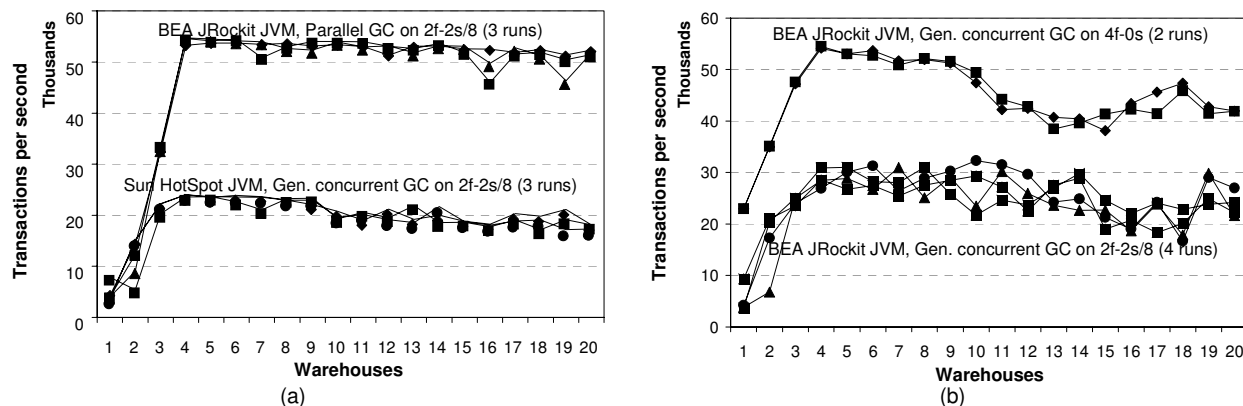 60
50
40
30
20
10
0
Transactions per second
Thousands
BEA JRockit JVM, Parallel GC on 2f-2s/8 (3 runs)
Sun HotSpot JVM, Gen. concurrent GC on 2f-2s/8 (3 runs)
1 2 3 4 5 6 7 8 9 10 11 12 13 14 15 16 17 18 19 20
Warehouses
(a)
60
50
40
30
20
10
0
Transactions per second
Thousands
BEA JRockit JVM, Gen. concurrent GC on 4f-0s (2 runs)
BEA JRockit JVM, Gen. concurrent GC on 2f-2s/8 (4 runs)
1 2 3 4 5 6 7 8 9 10 11 12 13 14 15 16 17 18 19 20
Warehouses
(b)